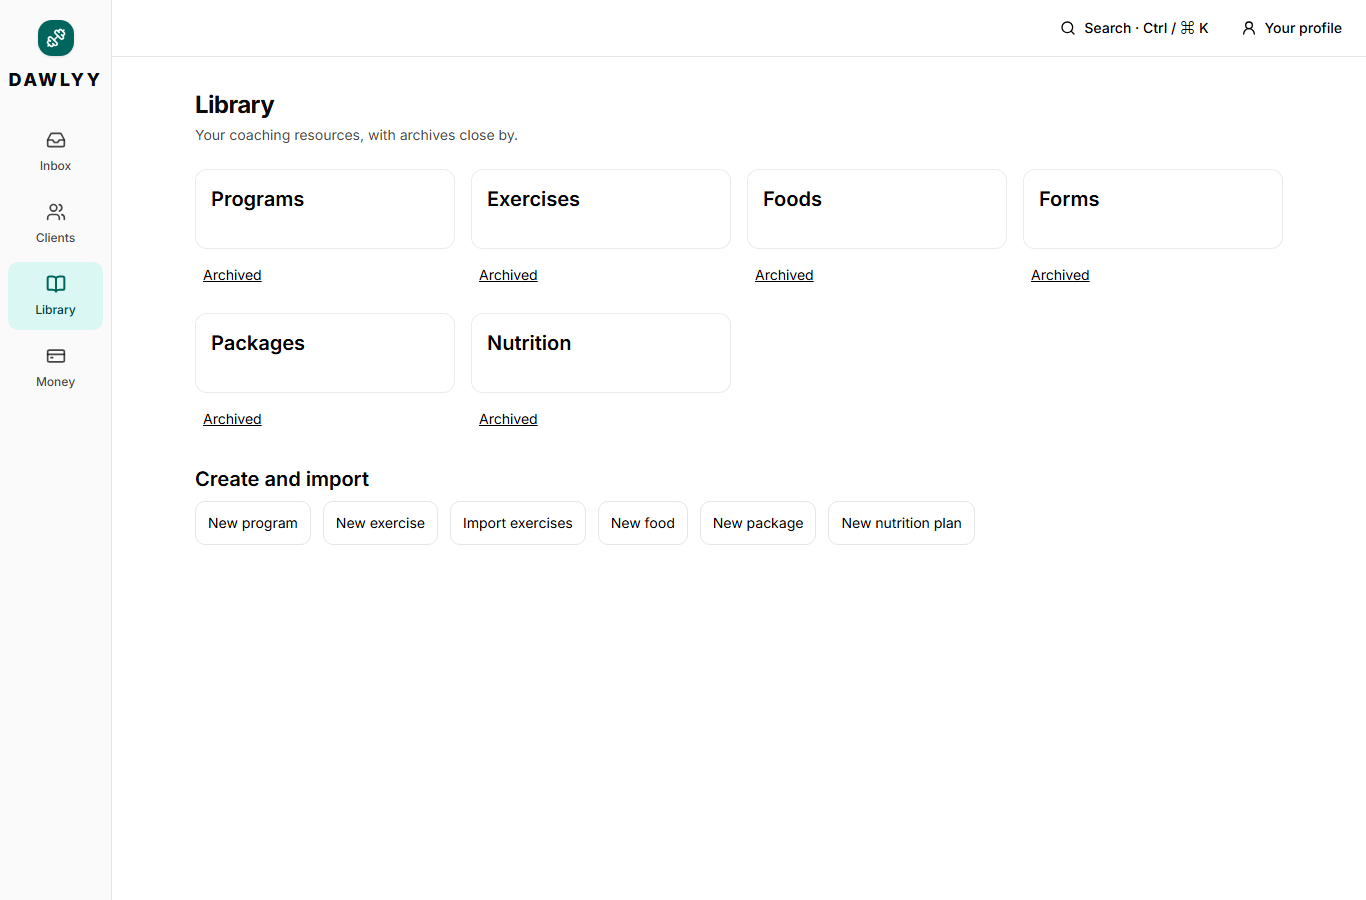 DAWLYY
Inbox
Clients
Library
Money
Search · Ctrl / ⌘ K
Your profile
Library
Your coaching resources, with archives close by.
Programs
Exercises
Foods
Forms
Archived
Archived
Archived
Archived
Packages
Nutrition
Archived
Archived
Create and import
New program
New exercise
Import exercises
New food
New package
New nutrition plan